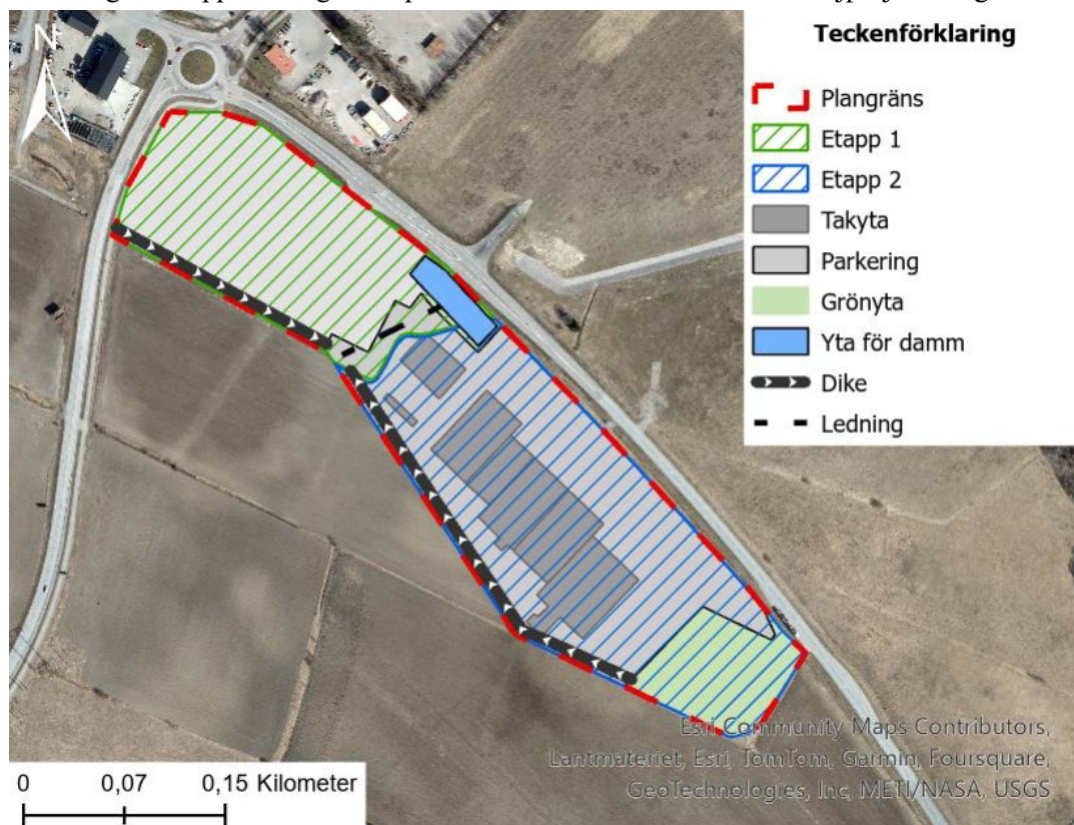 Teckenförklaring
N
Plangräns
Etapp 1
Etapp 2
Takyta
Parkering
Grönyta
Yta för damm
Dike
Ledning
Esri Community Maps Contributors,
Lantmateriet, Esri, TomTom, Garmin, Foursquare,
GeoTechnologies, Inc, METI/NASA, USGS
0 0,07 0,15 Kilometer